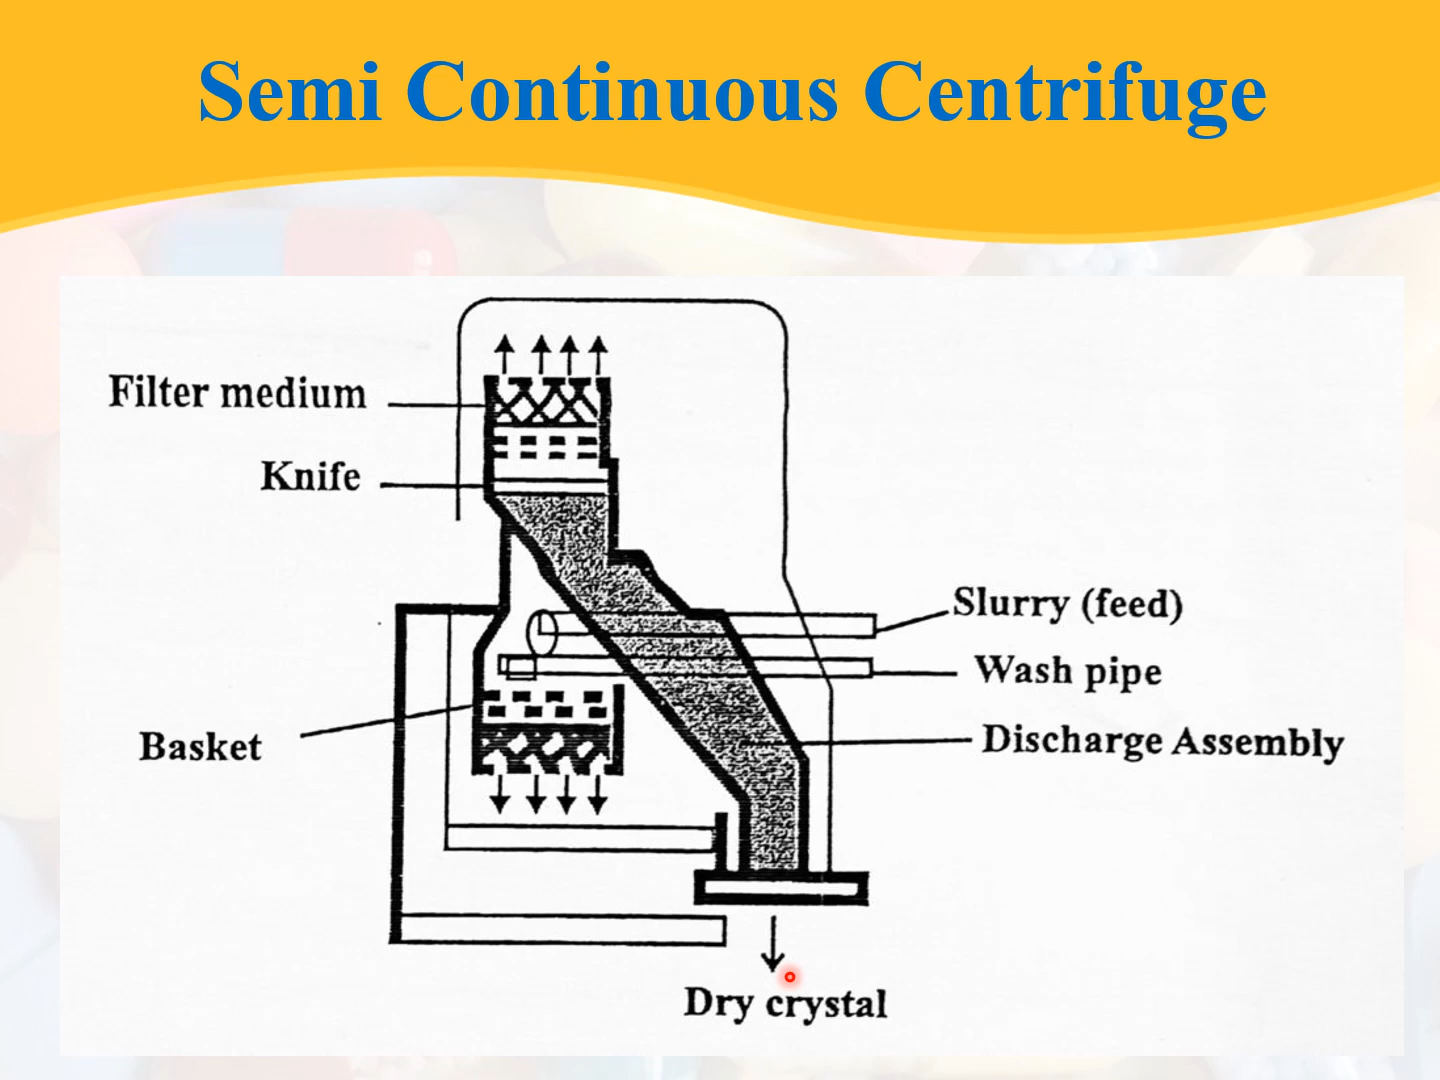 Semi Continuous Centrifuge
Filter medium
Knife
Slurry (feed)
Wash pipe
Discharge Assembly
Basket
Dry crystal